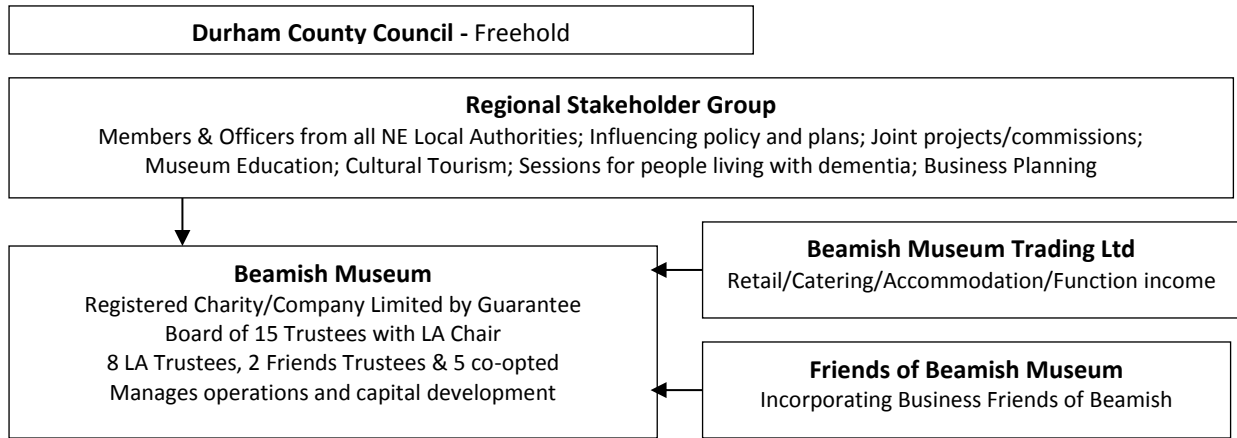 Durham County Council - Freehold
Regional Stakeholder Group
Members & Officers from all NE Local Authorities; Influencing policy and plans; Joint projects/commissions;
Museum Education; Cultural Tourism; Sessions for people living with dementia; Business Planning
Beamish Museum
Registered Charity/Company Limited by Guarantee
Board of 15 Trustees with LA Chair
8 LA Trustees, 2 Friends Trustees & 5 co-opted
Manages operations and capital development
Beamish Museum Trading Ltd
Retail/Catering/Accommodation/Function income
Friends of Beamish Museum
Incorporating Business Friends of Beamish